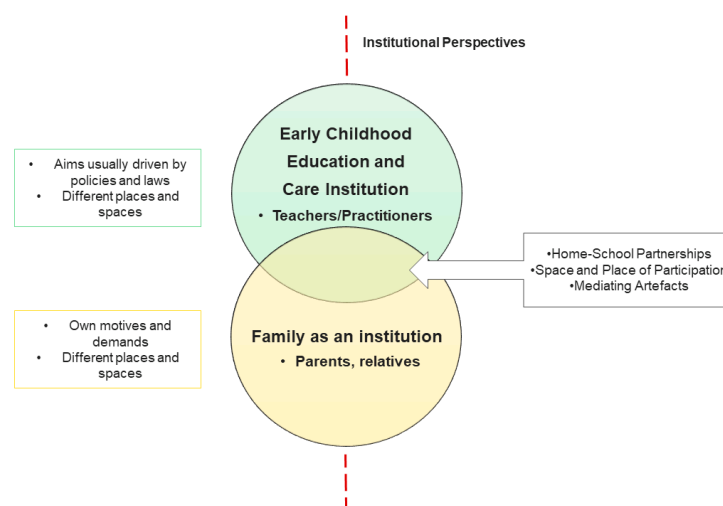 Institutional Perspectives
Early Childhood
Education and
Care Institution
• Teachers/Practitioners
• Aims usually driven by
policies and laws
• Different places and
spaces
•Home-School Partnerships
•Space and Place of Participation
•Mediating Artefacts
• Own motives and
demands
• Different places and
spaces
Family as an institution
• Parents, relatives